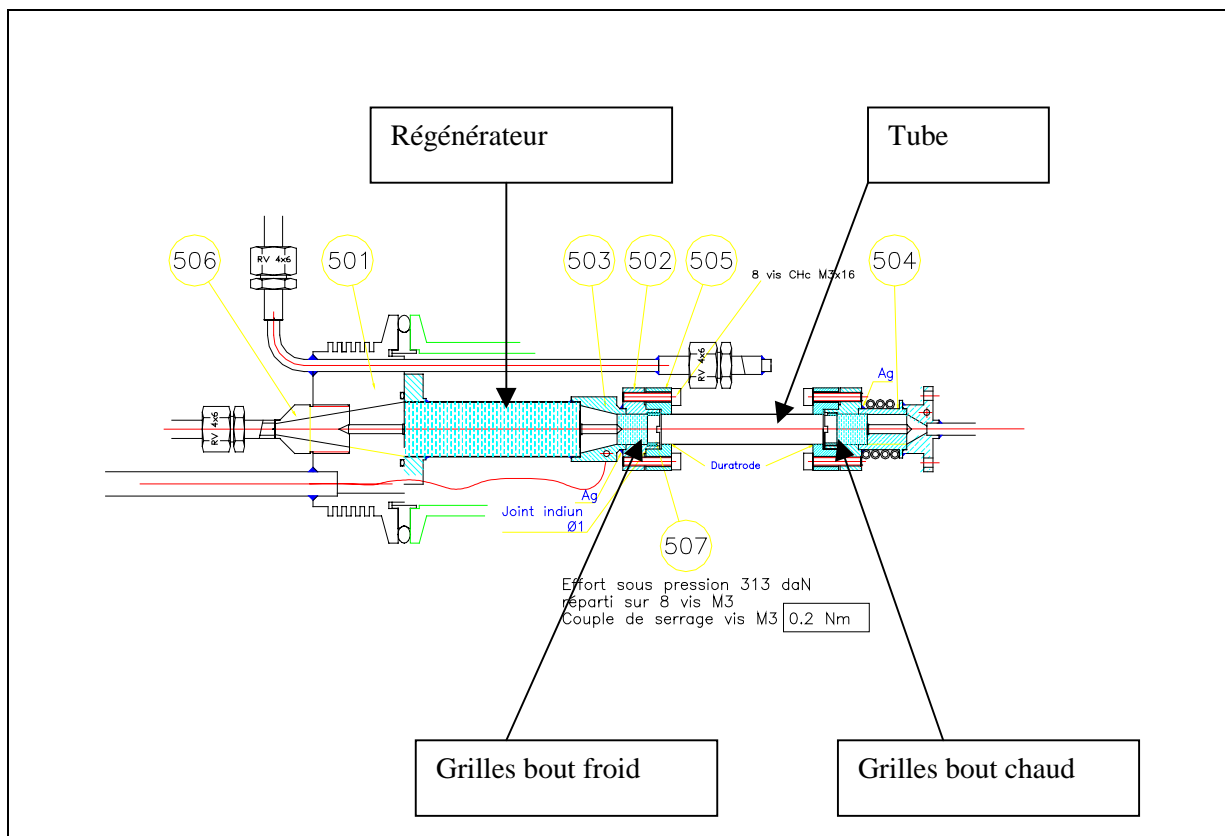 Régénérateur
Tube
506
RV 4x6
501
503
502
505
8 vis CHc M3x16
504
RV 4x6
Ag
RV 4x6
Duratrode
Ag
Joint indiun
Ø1
507
Effort sous pression 313 daN
réparti sur 8 vis M3
Couple de serrage vis M3 0.2 Nm
Grilles bout froid
Grilles bout chaud